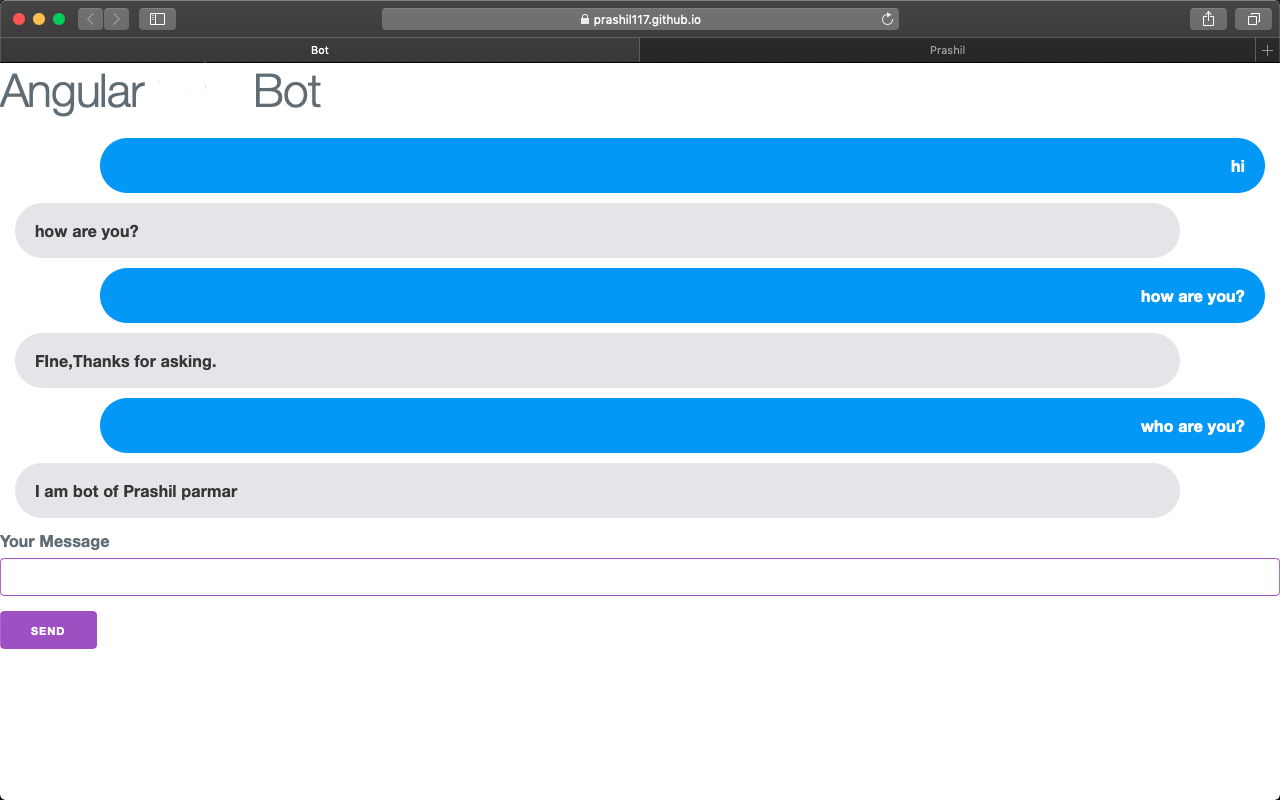 prashil117.github.io
Bot
Prashil
Angular Bot
hi
how are you?
how are you?
FIne,Thanks for asking.
who are you?
I am bot of Prashil parmar
Your Message
SEND